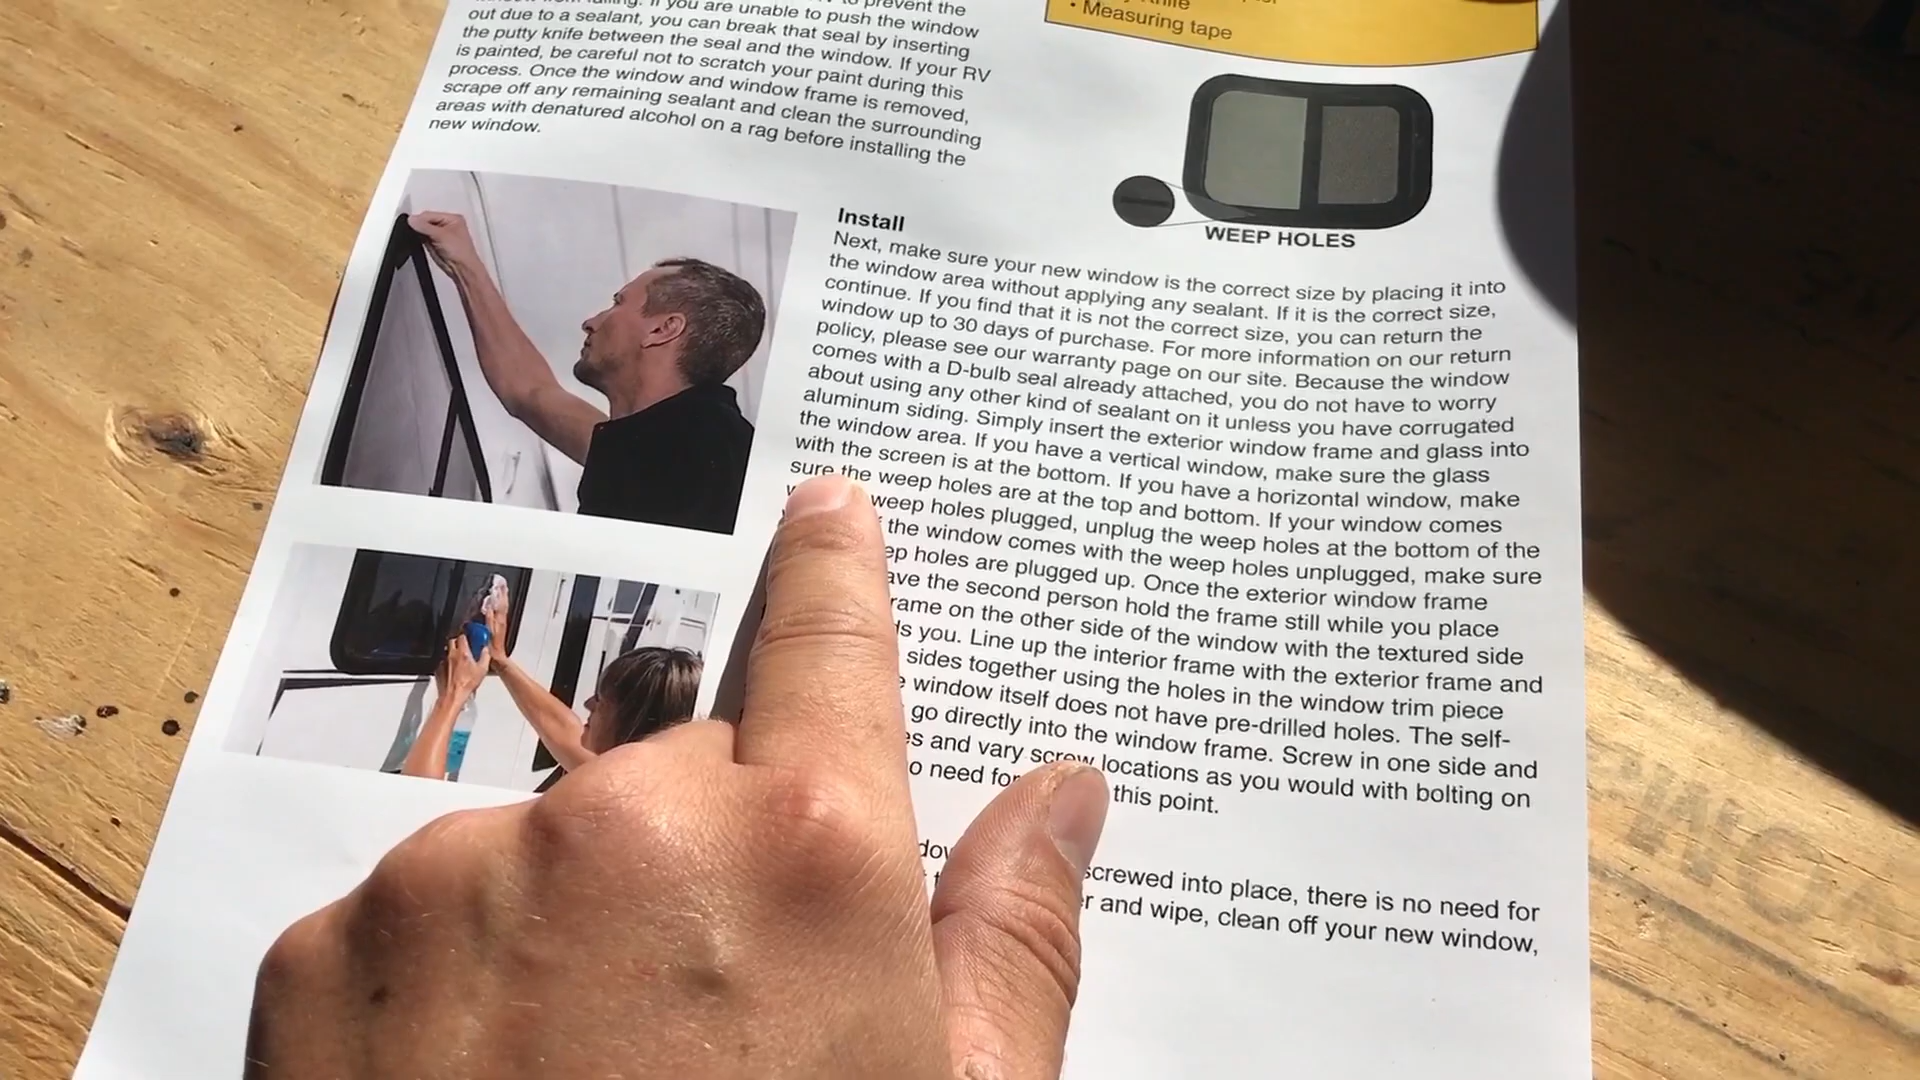 to prevent the
window from falling. If you are unable to push the window
out due to a sealant, you can break that seal by inserting
the putty knife between the seal and the window. If your RV
is painted, be careful not to scratch your paint during this
process. Once the window and window frame is removed,
scrape off any remaining sealant and clean the surrounding
areas with denatured alcohol on a rag before installing the
new window.
• Measuring tape
WEEP HOLES
Install
Next, make sure your new window is the correct size by placing it into
the window area without applying any sealant. If it is the correct size,
continue. If you find that it is not the correct size, you can return the
window up to 30 days of purchase. For more information on our return
policy, please see our warranty page on our site. Because the window
comes with a D-bulb seal already attached, you do not have to worry
about using any other kind of sealant on it unless you have corrugated
aluminum siding. Simply insert the exterior window frame and glass into
the window area. If you have a vertical window, make sure the glass
with the screen is at the bottom. If you have a horizontal window, make
sure the weep holes are at the top and bottom. If your window comes
weep holes plugged, unplug the weep holes at the bottom of the
the window comes with the weep holes unplugged, make sure
holes are plugged up. Once the exterior window frame
the second person hold the frame still while you place
on the other side of the window with the textured side
you. Line up the interior frame with the exterior frame and
sides together using the holes in the window trim piece
window itself does not have pre-drilled holes. The self-
go directly into the window frame. Screw in one side and
and vary screw locations as you would with bolting on
need for this point.
screwed into place, there is no need for
and wipe, clean off your new window,